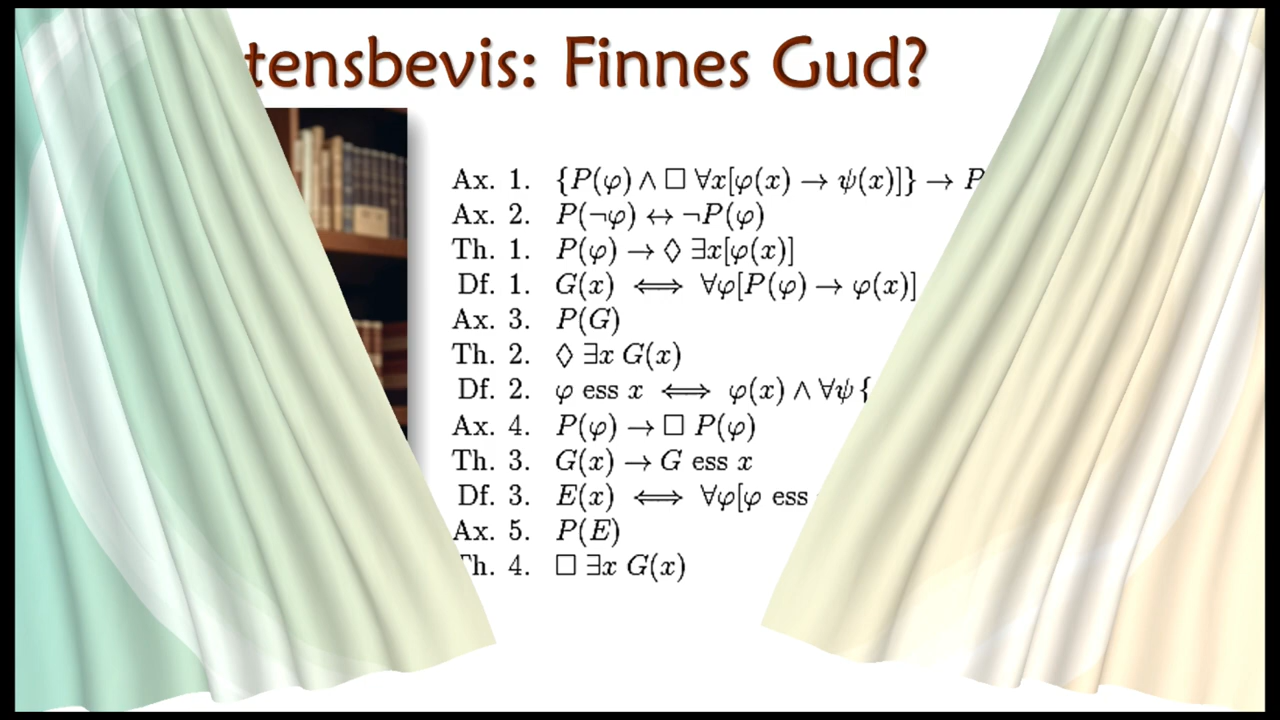 tensbevis: Finnes Gud?
Ax. 1. {P(φ) ∧ □ ∀x[φ(x) → ψ(x)]} → P
Ax. 2. P(¬φ) ↔ ¬P(φ)
Th. 1. P(φ) → ◊ ∃x[φ(x)]
Df. 1. G(x) ⟺ ∀φ[P(φ) → φ(x)]
Ax. 3. P(G)
Th. 2. ◊ ∃x G(x)
Df. 2. φ ess x ⟺ φ(x) ∧ ∀ψ {
Ax. 4. P(φ) → □ P(φ)
Th. 3. G(x) → G ess x
Df. 3. E(x) ⟺ ∀φ[φ ess
Ax. 5. P(E)
Th. 4. □ ∃x G(x)